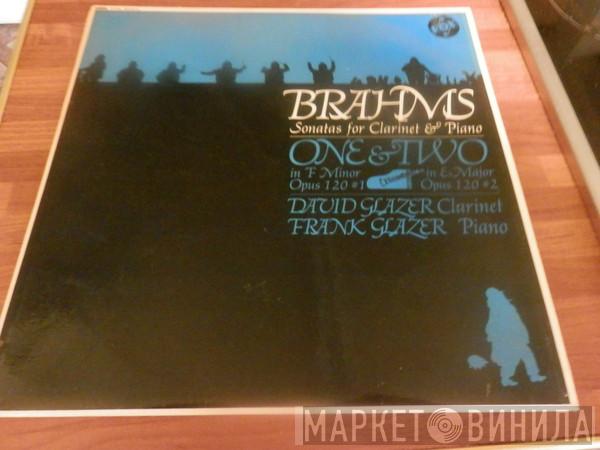 VOX
BRAHMS
Sonatas for Clarinet & Piano
ONE & TWO
in F Minor in E♭ Major
Opus 120 #1 Opus 120 #2
DAVID GLAZER Clarinet
FRANK GLAZER Piano
МАРКЕТ ВИНИЛА